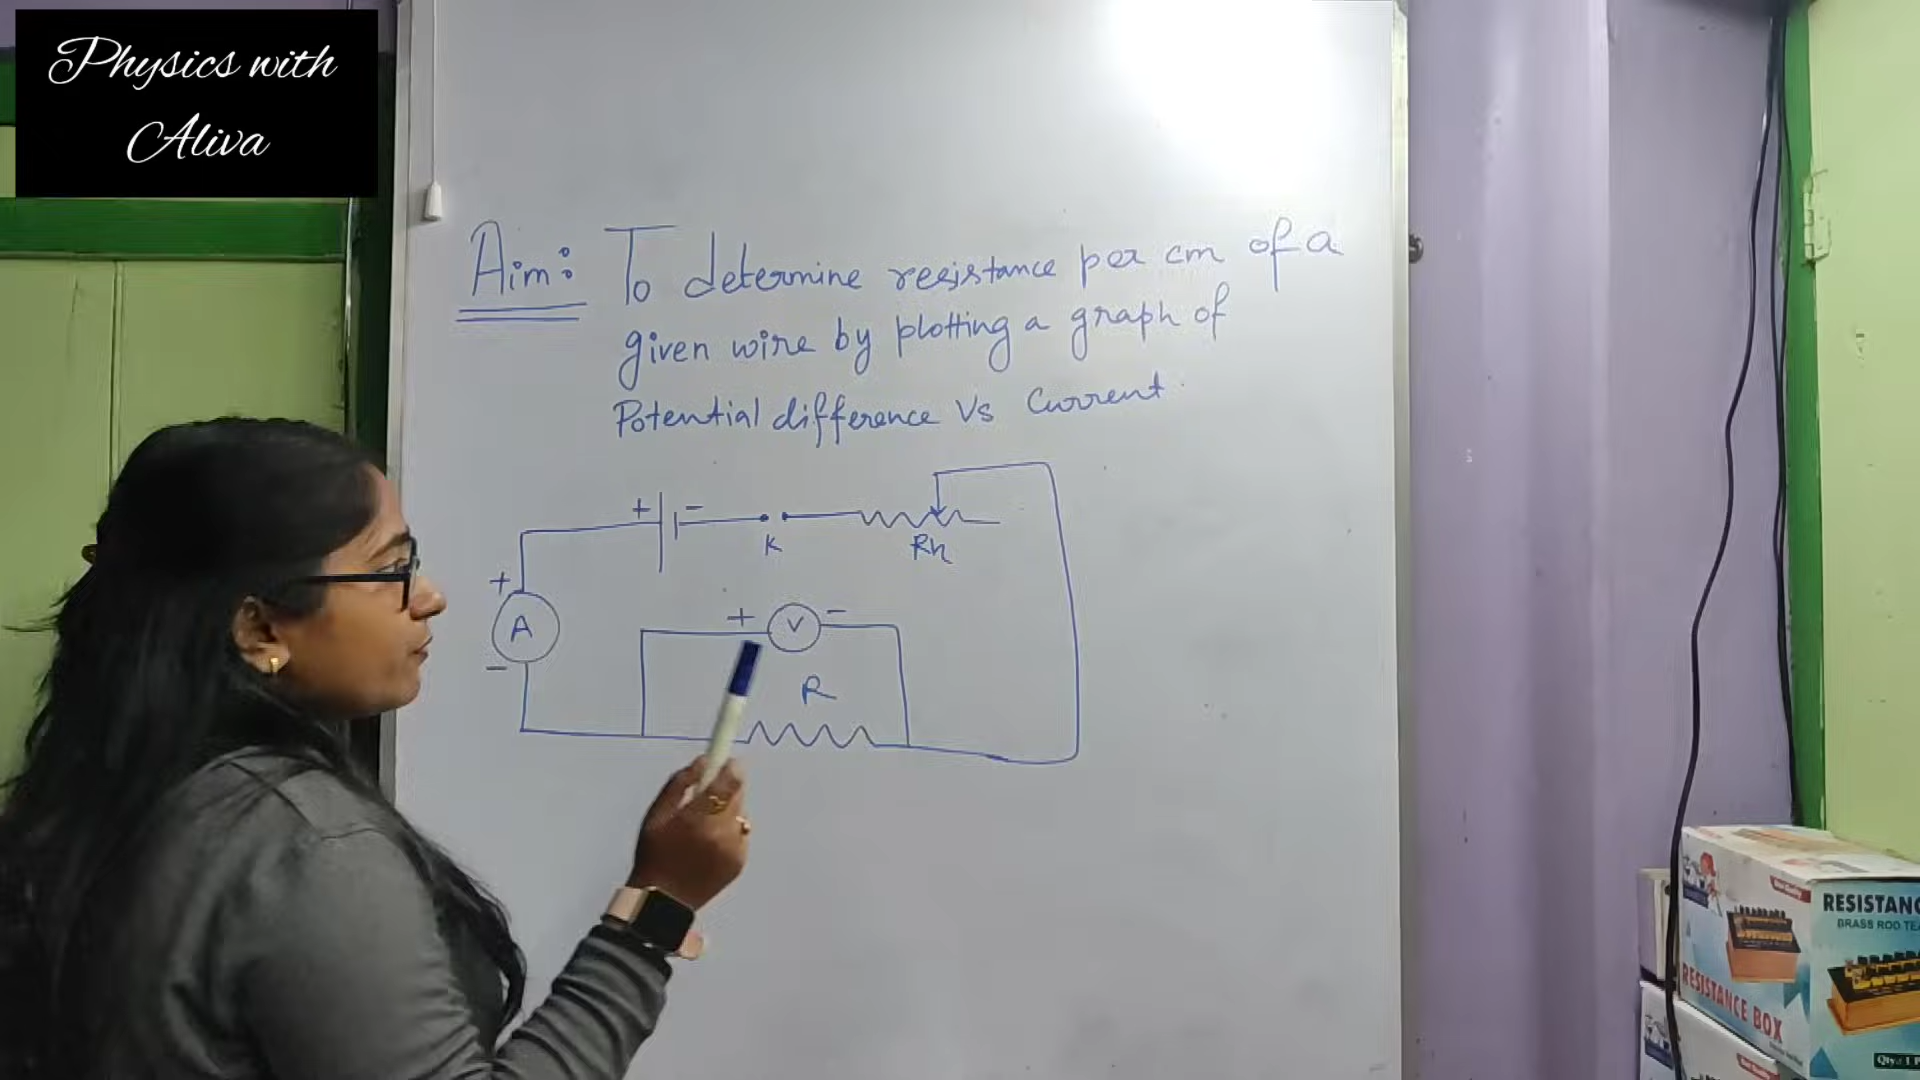 Physics with
Aliva
Aim: To determine resistance per cm of a
given wire by plotting a graph of
Potential difference Vs Current
+ -
K
Rh
+
A
-
+ V -
R
RESISTANC
BRASS ROD TE
RESISTANCE BOX